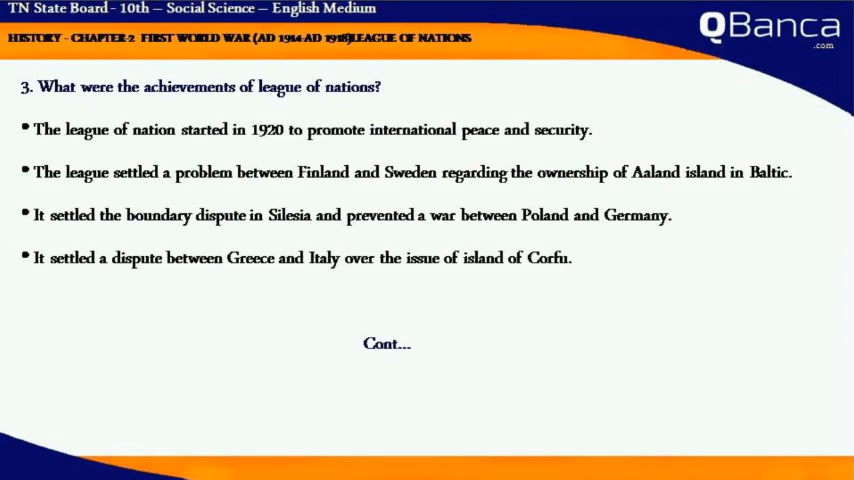 TN State Board - 10th – Social Science – English Medium
HISTORY - CHAPTER-2 FIRST WORLD WAR (AD 1914-AD 1918)LEAGUE OF NATIONS
QBanca
.com
3. What were the achievements of league of nations?
• The league of nation started in 1920 to promote international peace and security.
• The league settled a problem between Finland and Sweden regarding the ownership of Aaland island in Baltic.
• It settled the boundary dispute in Silesia and prevented a war between Poland and Germany.
• It settled a dispute between Greece and Italy over the issue of island of Corfu.
Cont...